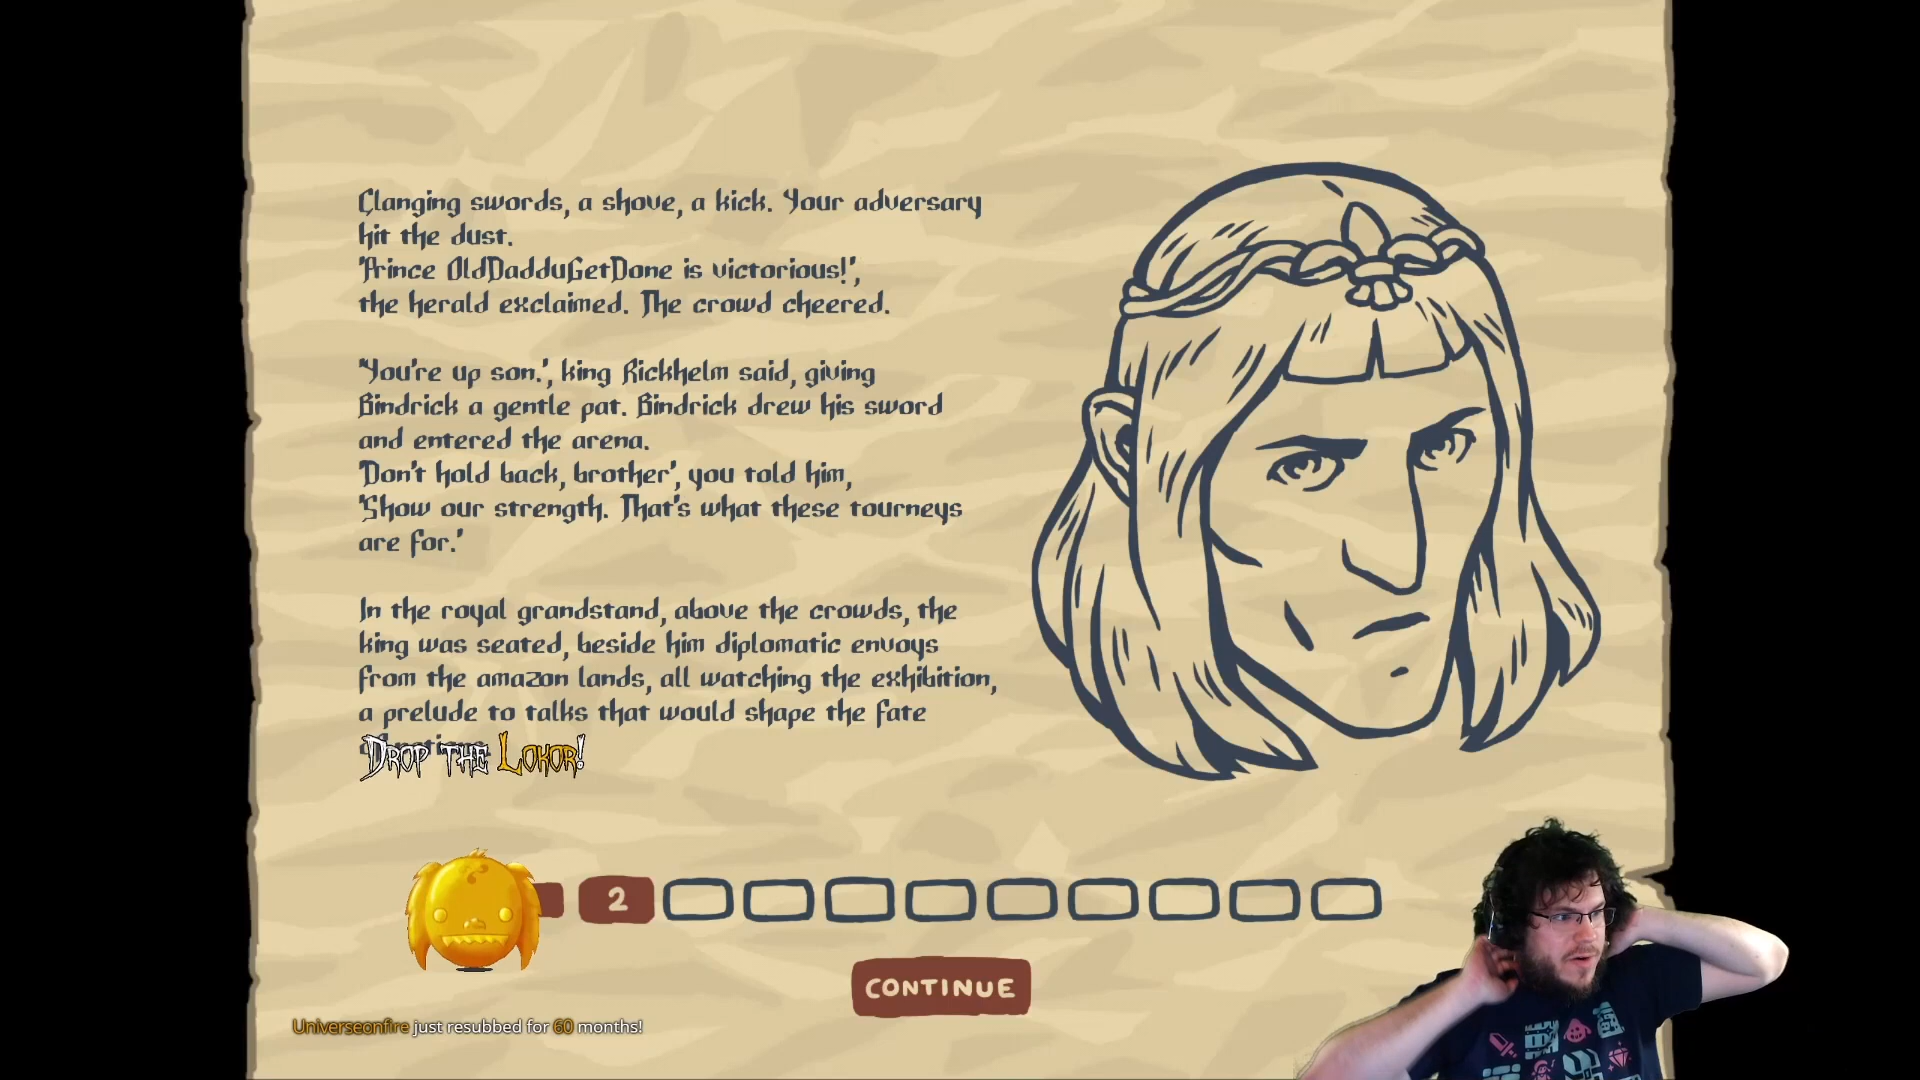 Clanging swords, a shove, a kick. Your adversary
hit the dust.
'Prince OldDadduGetDone is victorious!',
the herald exclaimed. The crowd cheered.
'You're up son.', king Rickhelm said, giving
Bindrick a gentle pat. Bindrick drew his sword
and entered the arena.
'Don't hold back, brother', you told him,
'Show our strength. That's what these tourneys
are for.'
In the royal grandstand, above the crowds, the
king was seated, beside him diplomatic envoys
from the amazon lands, all watching the exhibition,
a prelude to talks that would shape the fate
Drop the Lokor!
2
CONTINUE
Universeonfire just resubbed for 60 months!